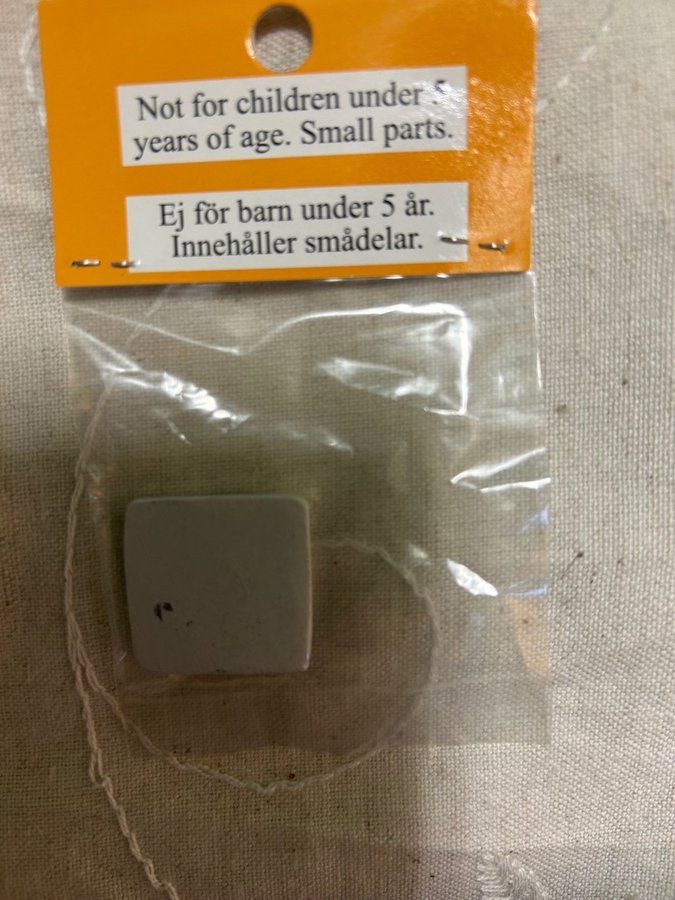 Not for children under 5
years of age. Small parts.
Ej för barn under 5 år.
Innehåller smådelar.